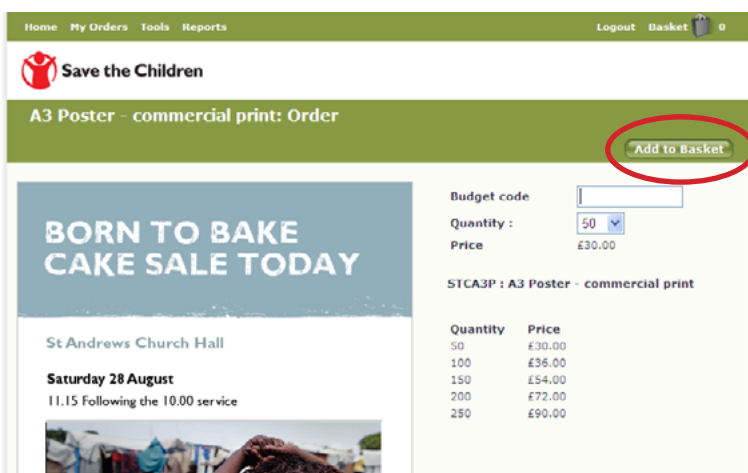 Home My Orders Tools Reports Logout Basket 0
Save the Children
A3 Poster - commercial print: Order
Add to Basket
BORN TO BAKE
CAKE SALE TODAY
St Andrews Church Hall
Saturday 28 August
11.15 Following the 10.00 service
Budget code
Quantity : 50
Price £30.00
STCA3P : A3 Poster - commercial print
Quantity Price
50 £30.00
100 £36.00
150 £54.00
200 £72.00
250 £90.00